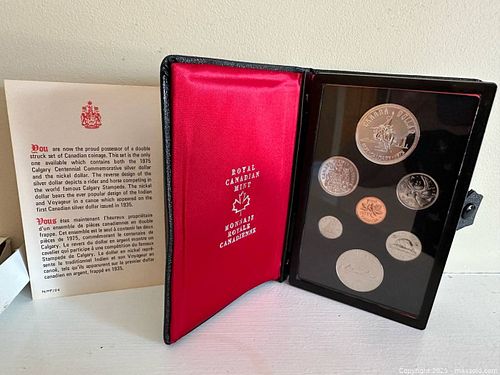 You are now the proud possessor of a double
struck set of Canadian coinage. This set is the only
one available which contains both the 1975
Calgary Centennial Commemorative silver dollar
and the nickel dollar. The reverse design of the
silver dollar depicts a rider and horse competing in
the world famous Calgary Stampede. The nickel
dollar bears the ever popular design of the Indian
and Voyageur in a canoe which appeared on the
first Canadian silver dollar issued in 1935.
Vous êtes maintenant l'heureux propriétaire
d'un ensemble de pièces canadiennes en double
frappe. Cet ensemble est le seul à contenir les deux
pièces de 1975, commémorant le centenaire de
Calgary. Le revers du dollar en argent montre un
cavalier qui participe à une compétition du fameux
Stampede de Calgary. Le dollar en nickel repré-
sente le traditionnel Indien et son Voyageur en
canoë, tels qu'ils apparurent sur le premier dollar
canadien en argent, frappé en 1935.
ROYAL
CANADIAN
MINT
MONNAIE
ROYALE
CANADIENNE
Copyright 2025 - maxsold.com